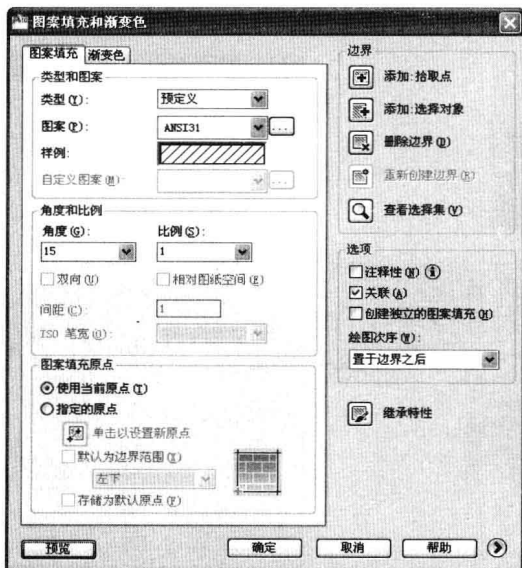 图案填充和渐变色
图案填充 渐变色
类型和图案
类型(Y): 预定义
图案(P): ANSI31 ...
样例:
自定义图案(M): ...
角度和比例
角度(G): 比例(S):
15 1
双向(U) 相对图纸空间(E)
间距(C): 1
ISO 笔宽(O):
图案填充原点
使用当前原点(T)
指定的原点
单击以设置新原点
默认为边界范围(X)
左下
存储为默认原点(F)
边界
添加:拾取点
添加:选择对象
删除边界(D)
重新创建边界(R)
查看选择集(V)
选项
注释性(N)
关联(A)
创建独立的图案填充(H)
绘图次序(W):
置于边界之后
继承特性
预览 确定 取消 帮助